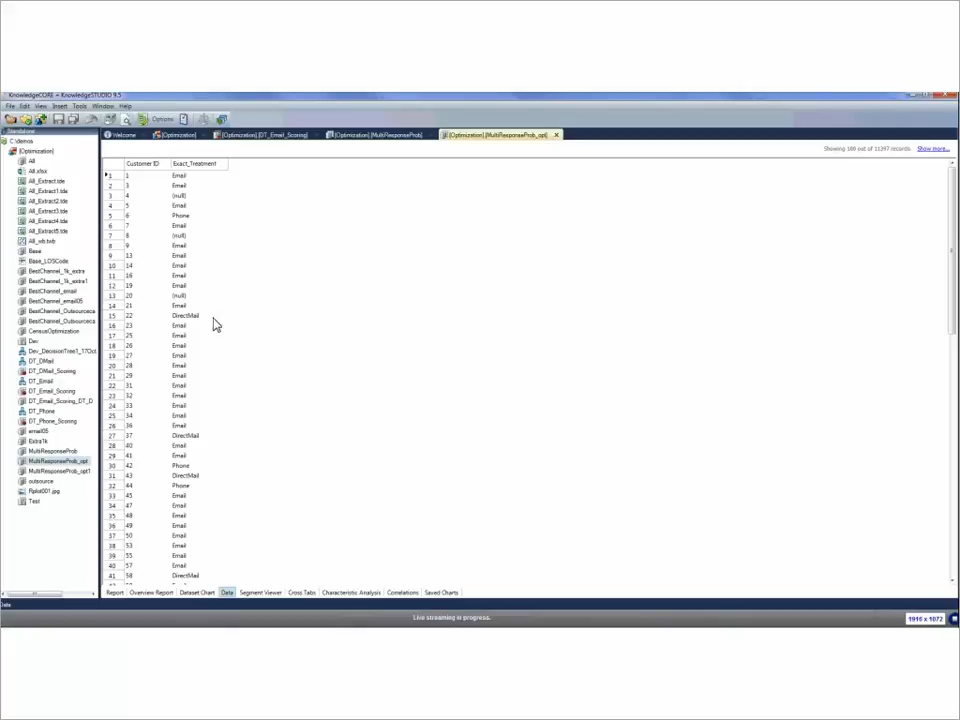 KnowledgeCORE - KnowledgeSTUDIO 9.5
File Edit View Insert Tools Window Help
Options
Standalone
Welcome [Optimization] [Optimization].[DT_Email_Scoring] [Optimization].[MultiResponseProb] [Optimization].[MultiResponseProb_opt]
Showing 100 out of 11397 records. Show more...
C:\demos
[Optimization]
All
All.xlsx
All_Extract.tde
All_Extract1.tde
All_Extract2.tde
All_Extract3.tde
All_Extract4.tde
All_Extract5.tde
All_wb.twb
Base
Base_LOSCode
BestChannel_1k_extra
BestChannel_1k_extra1
BestChannel_email
BestChannel_email05
BestChannel_Outsourceca
BestChannel_Outsourceca
CensusOptimization
Dev
Dev_DecisionTree1_17Oct
DT_DMail
DT_DMail_Scoring
DT_Email
DT_Email_Scoring
DT_Email_Scoring_DT_D
DT_Phone
DT_Phone_Scoring
email05
Extra1k
MultiResponseProb
MultiResponseProb_opt
MultiResponseProb_opt1
outsource
Rplot001.jpg
Test
Customer ID Exact_Treatment
1 1 Email
2 3 Email
3 4 (null)
4 5 Email
5 6 Phone
6 7 Email
7 8 (null)
8 9 Email
9 13 Email
10 14 Email
11 16 Email
12 19 Email
13 20 (null)
14 21 Email
15 22 DirectMail
16 23 Email
17 25 Email
18 26 Email
19 27 Email
20 28 Email
21 29 Email
22 31 Email
23 32 Email
24 33 Email
25 34 Email
26 36 Email
27 37 DirectMail
28 40 Email
29 41 Email
30 42 Phone
31 43 DirectMail
32 44 Phone
33 45 Email
34 47 Email
35 48 Email
36 49 Email
37 50 Email
38 53 Email
39 55 Email
40 57 Email
41 58 DirectMail
Report Overview Report Dataset Chart Data Segment Viewer Cross Tabs Characteristic Analysis Correlations Saved Charts
Data
Live streaming in progress.
1916 x 1072